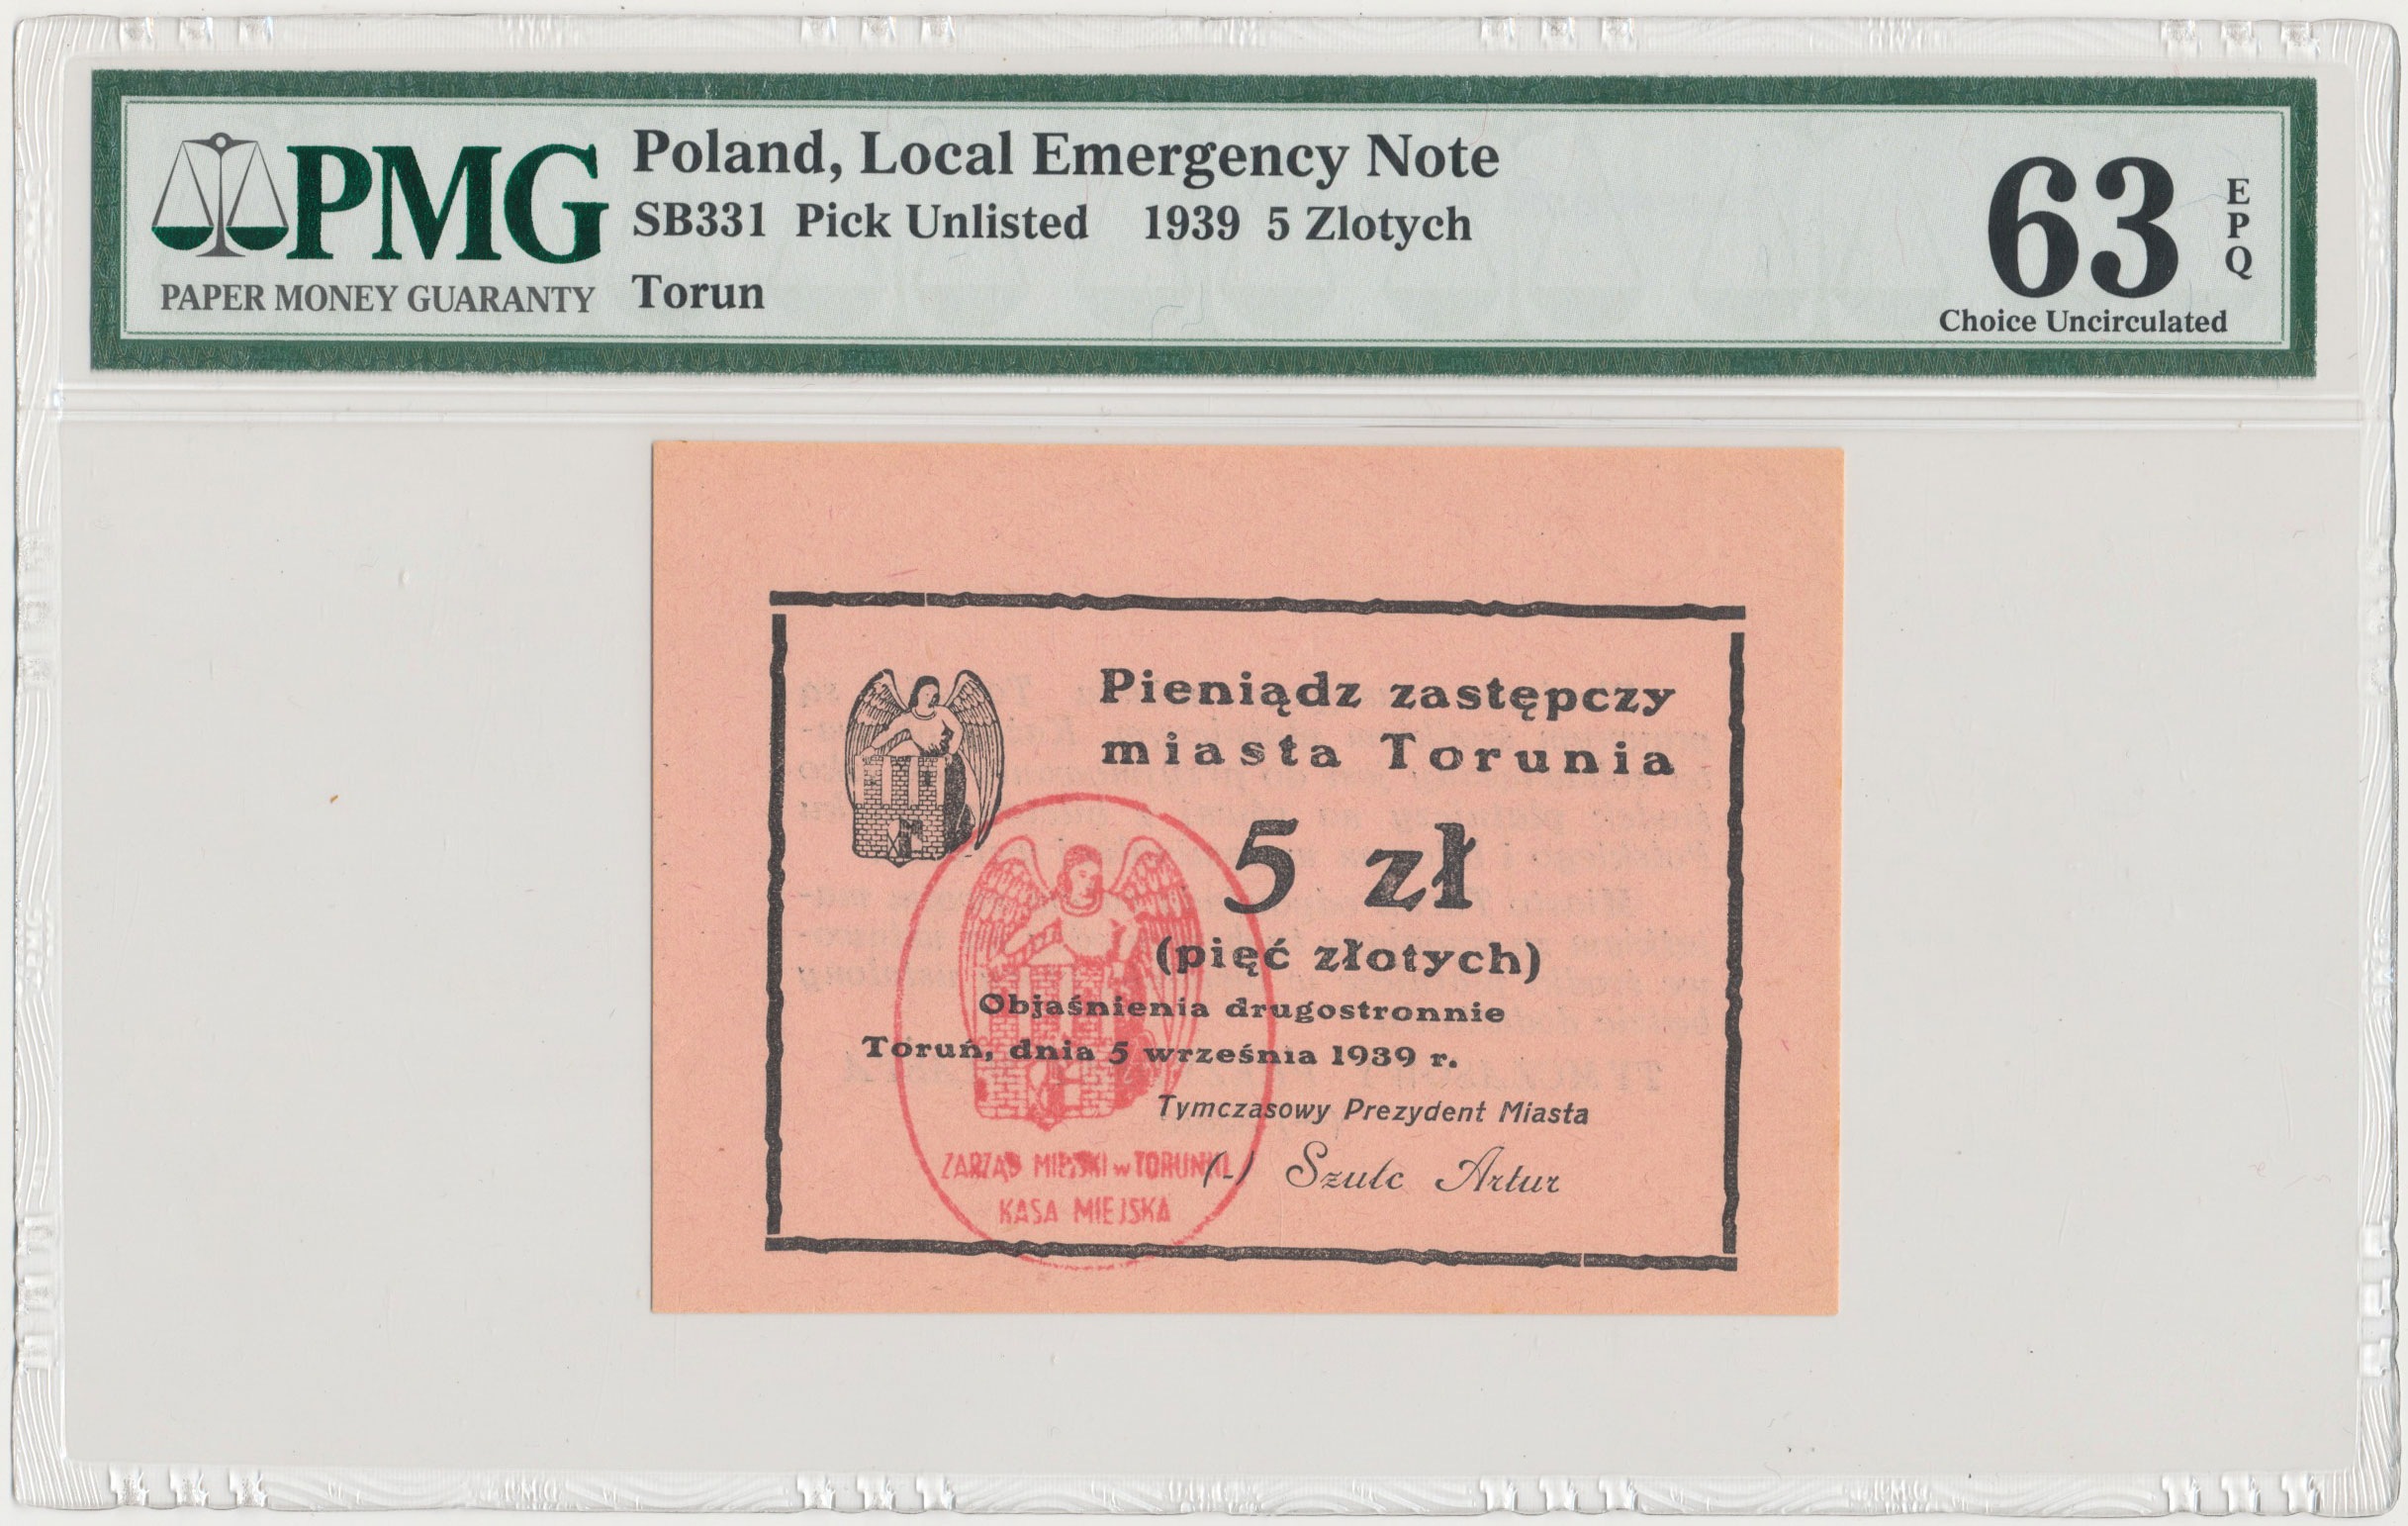 PMG
PAPER MONEY GUARANTY
Poland, Local Emergency Note
SB331 Pick Unlisted 1939 5 Zlotych
Torun
63
EPQ
Choice Uncirculated
Pieniądz zastępczy
miasta Torunia
5 zł
(pięć złotych)
Objaśnienia drugostronnie
Toruń, dnia 5 września 1939 r.
Tymczasowy Prezydent Miasta
(-) Szulc Artur
ZARZĄD MIEJSKI w TORUNIU
KASA MIEJSKA